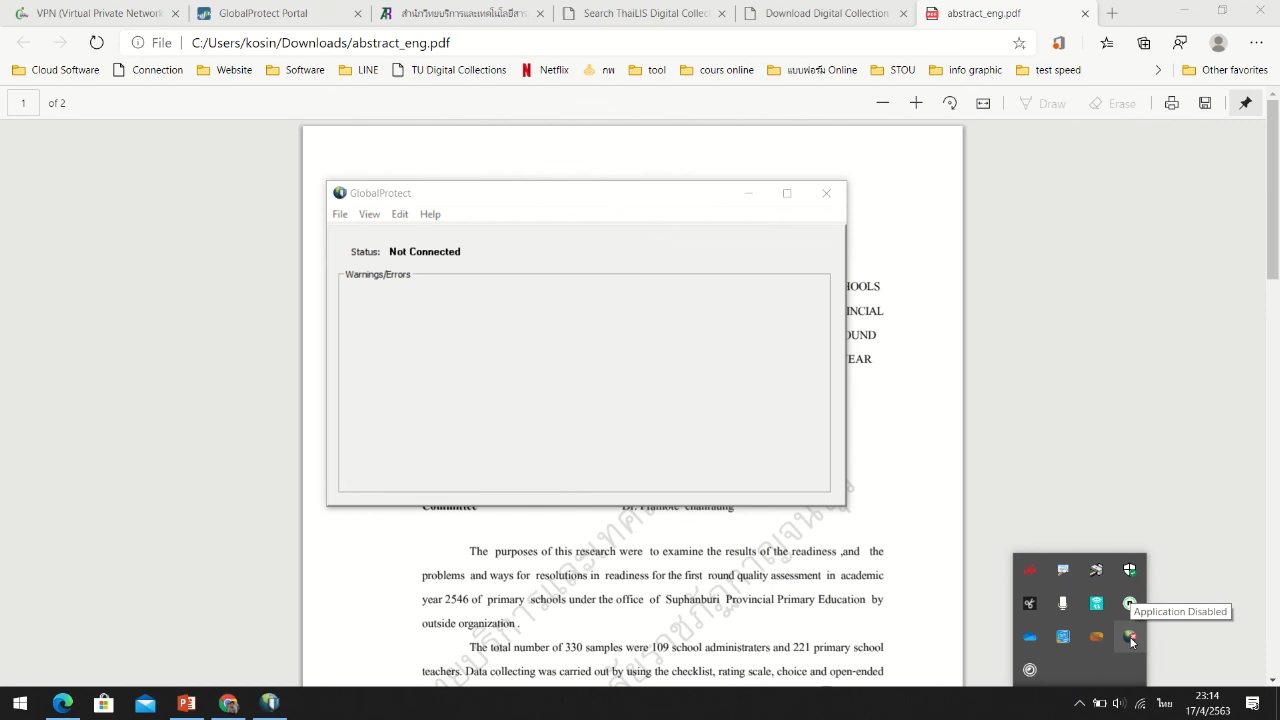 VPN (Virtual Private Network)
GlobalProtect Portal
สำนักวิทยบริการและเทคโนโลยีสาร
Search ThaiLIS Digital Collec
Download Digital Collection
abstract_eng.pdf
File C:/Users/kosin/Downloads/abstract_eng.pdf
Cloud Software Connection Website Software LINE TU Digital Collections Netflix กพ tool cours online แบบฟอร์ม Online STOU info graphic test speed Other favorites
1 of 2 Draw Erase
GlobalProtect
File View Edit Help
Status: Not Connected
Warnings/Errors
HOOLS
INCIAL
OUND
YEAR
Committee Dr. Pramote
The purposes of this research were to examine the results of the readiness ,and the
problems and ways for resolutions in readiness for the first round quality assessment in academic
year 2546 of primary schools under the office of Suphanburi Provincial Primary Education by
outside organization .
The total number of 330 samples were 109 school administraters and 221 primary school
teachers. Data collecting was carried out by using the checklist, rating scale, choice and open-ended
Application Disabled
ไทย
23:14
17/4/2563